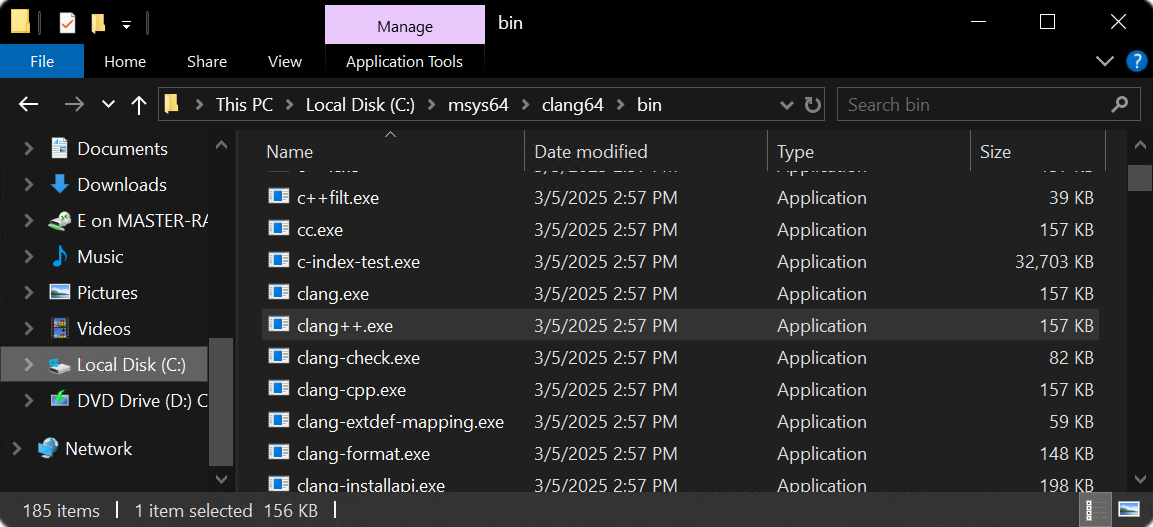 Manage bin
File Home Share View Application Tools
This PC Local Disk (C:) msys64 clang64 bin Search bin
Documents
Downloads
E on MASTER-RA
Music
Pictures
Videos
Local Disk (C:)
DVD Drive (D:) C
Network
Name Date modified Type Size
c++filt.exe 3/5/2025 2:57 PM Application 39 KB
cc.exe 3/5/2025 2:57 PM Application 157 KB
c-index-test.exe 3/5/2025 2:57 PM Application 32,703 KB
clang.exe 3/5/2025 2:57 PM Application 157 KB
clang++.exe 3/5/2025 2:57 PM Application 157 KB
clang-check.exe 3/5/2025 2:57 PM Application 82 KB
clang-cpp.exe 3/5/2025 2:57 PM Application 157 KB
clang-extdef-mapping.exe 3/5/2025 2:57 PM Application 59 KB
clang-format.exe 3/5/2025 2:57 PM Application 148 KB
clang-installapi.exe 3/5/2025 2:57 PM Application 198 KB
185 items 1 item selected 156 KB